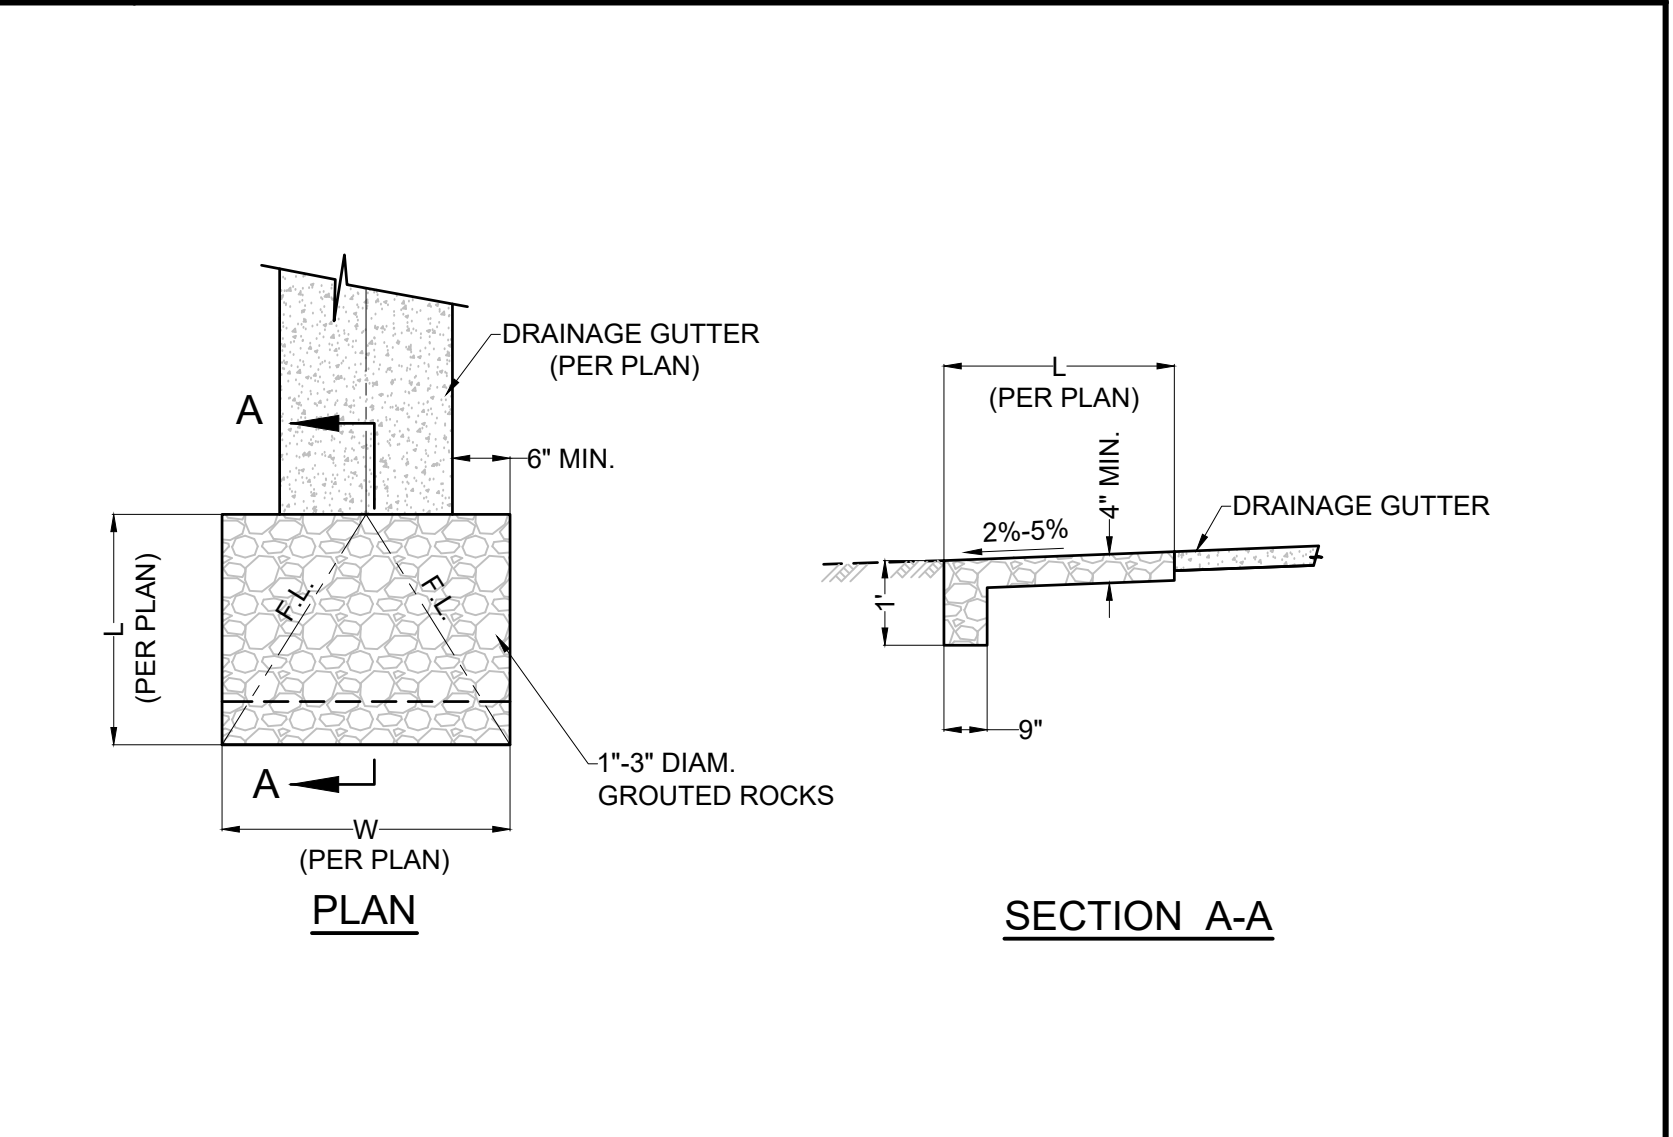 DRAINAGE GUTTER
(PER PLAN)
A
6" MIN.
F.L.
F.L.
L
(PER PLAN)
1"-3" DIAM.
GROUTED ROCKS
A
W
(PER PLAN)
PLAN
L
(PER PLAN)
4" MIN.
DRAINAGE GUTTER
2%-5%
1'
9"
SECTION A-A